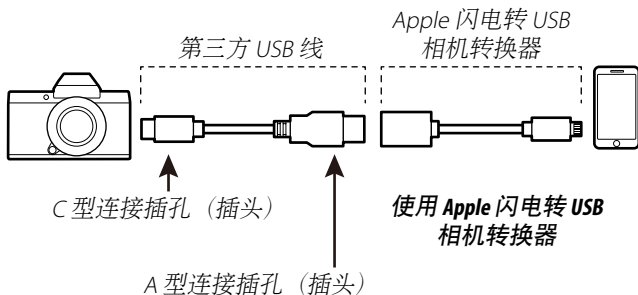 第三方 USB 线
Apple 闪电转 USB
相机转换器
C 型连接插孔（插头）
使用 Apple 闪电转 USB
相机转换器
A 型连接插孔（插头）